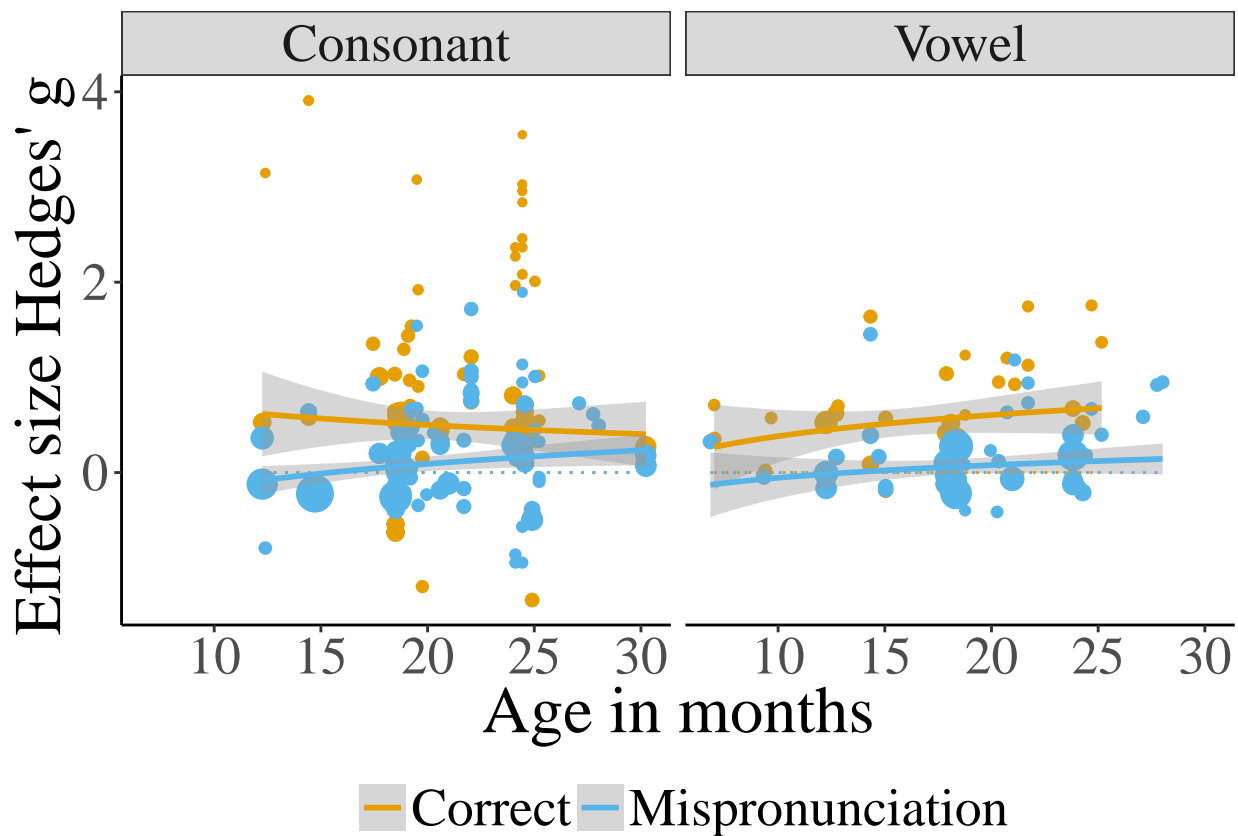 Consonant
Vowel
Effect size Hedges' g
4
2
0
10 15 20 25 30
10 15 20 25 30
Age in months
Correct
Mispronunciation